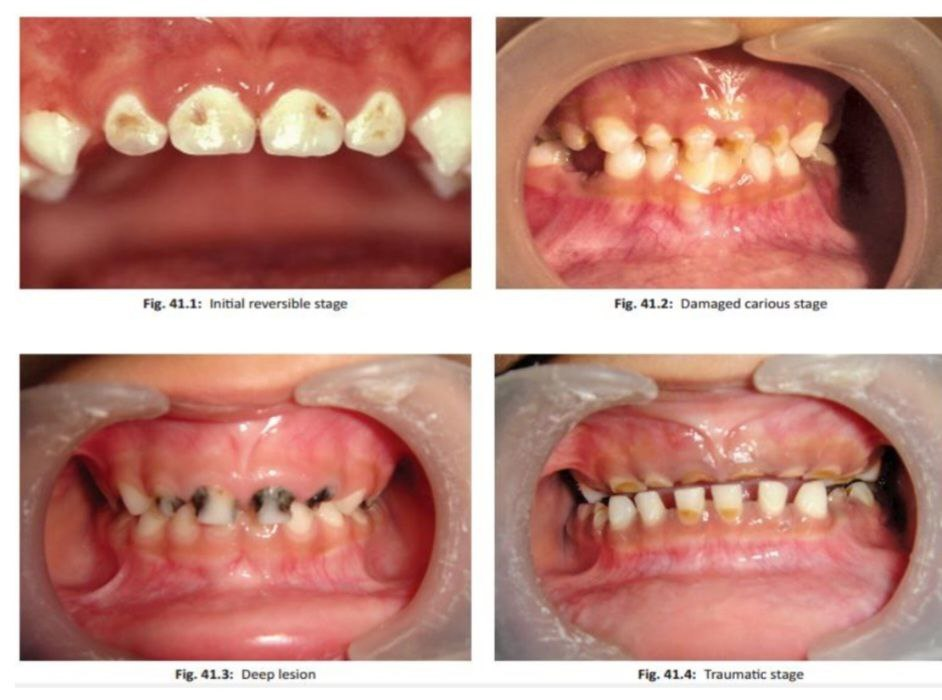 Fig. 41.1: Initial reversible stage
Fig. 41.2: Damaged carious stage
Fig. 41.3: Deep lesion
Fig. 41.4: Traumatic stage